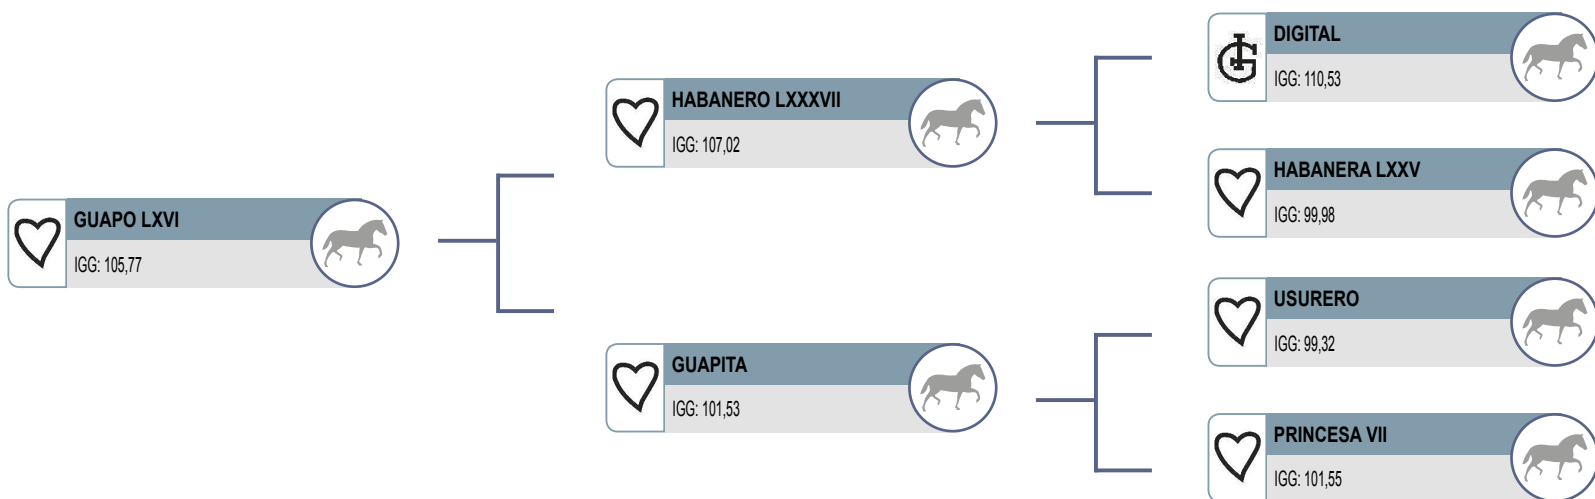 GUAPO LXVI
IGG: 105,77
HABANERO LXXXVII
IGG: 107,02
GUAPITA
IGG: 101,53
DIGITAL
IGG: 110,53
HABANERA LXXV
IGG: 99,98
USURERO
IGG: 99,32
PRINCESA VII
IGG: 101,55